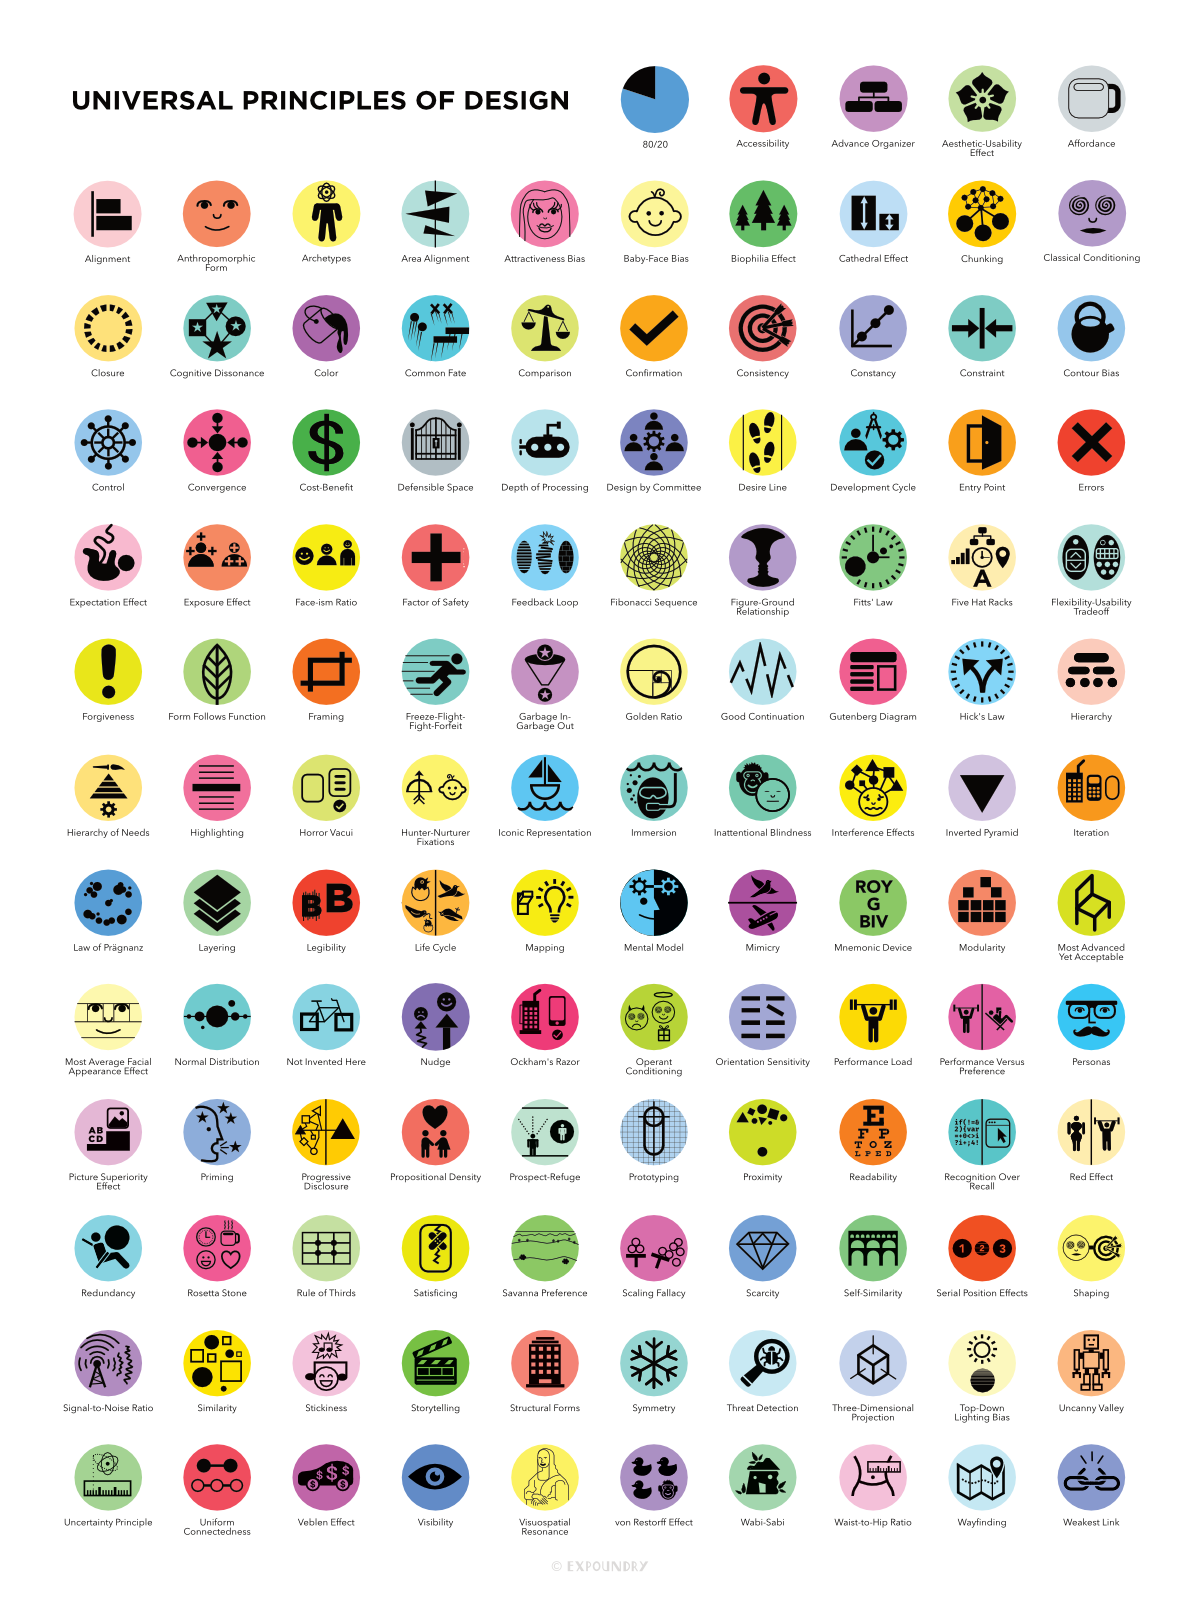 UNIVERSAL PRINCIPLES OF DESIGN
80/20
Accessibility
Advance Organizer
Aesthetic-Usability
Effect
Affordance
Alignment
Anthropomorphic
Form
Archetypes
Area Alignment
Attractiveness Bias
Baby-Face Bias
Biophilia Effect
Cathedral Effect
Chunking
Classical Conditioning
Closure
Cognitive Dissonance
Color
Common Fate
Comparison
Confirmation
Consistency
Constancy
Constraint
Contour Bias
Control
Convergence
$
Cost-Benefit
Defensible Space
Depth of Processing
Design by Committee
Desire Line
Development Cycle
Entry Point
Errors
Expectation Effect
Exposure Effect
Face-ism Ratio
Factor of Safety
Feedback Loop
Fibonacci Sequence
Figure-Ground
Relationship
Fitts' Law
A
Five Hat Racks
Flexibility-Usability
Tradeoff
Forgiveness
Form Follows Function
Framing
Freeze-Flight-
Fight-Forfeit
Garbage In-
Garbage Out
Golden Ratio
Good Continuation
Gutenberg Diagram
Hick's Law
Hierarchy
Hierarchy of Needs
Highlighting
Horror Vacui
Hunter-Nurturer
Fixations
Iconic Representation
Immersion
Inattentional Blindness
Interference Effects
Inverted Pyramid
Iteration
Law of Prägnanz
Layering
B B
Legibility
Life Cycle
Mapping
Mental Model
Mimicry
ROY
G
BIV
Mnemonic Device
Modularity
Most Advanced
Yet Acceptable
Most Average Facial
Appearance Effect
Normal Distribution
Not Invented Here
Nudge
Ockham's Razor
Operant
Conditioning
Orientation Sensitivity
Performance Load
Performance Versus
Preference
Personas
AB
CD
Picture Superiority
Effect
Priming
Progressive
Disclosure
Propositional Density
Prospect-Refuge
Prototyping
Proximity
E
F P
T O Z
L P E D
Readability
if(!=8
2){var
=+0<>i
?i+;4!
Recognition Over
Recall
Red Effect
Redundancy
Rosetta Stone
Rule of Thirds
Satisficing
Savanna Preference
Scaling Fallacy
Scarcity
Self-Similarity
1 2 3
Serial Position Effects
Shaping
Signal-to-Noise Ratio
Similarity
Stickiness
Storytelling
Structural Forms
Symmetry
Threat Detection
Three-Dimensional
Projection
Top-Down
Lighting Bias
Uncanny Valley
Uncertainty Principle
Uniform
Connectedness
$ $ $ $ $
Veblen Effect
Visibility
Visuospatial
Resonance
von Restorff Effect
Wabi-Sabi
Waist-to-Hip Ratio
Wayfinding
Weakest Link
© EXPOUNDRY